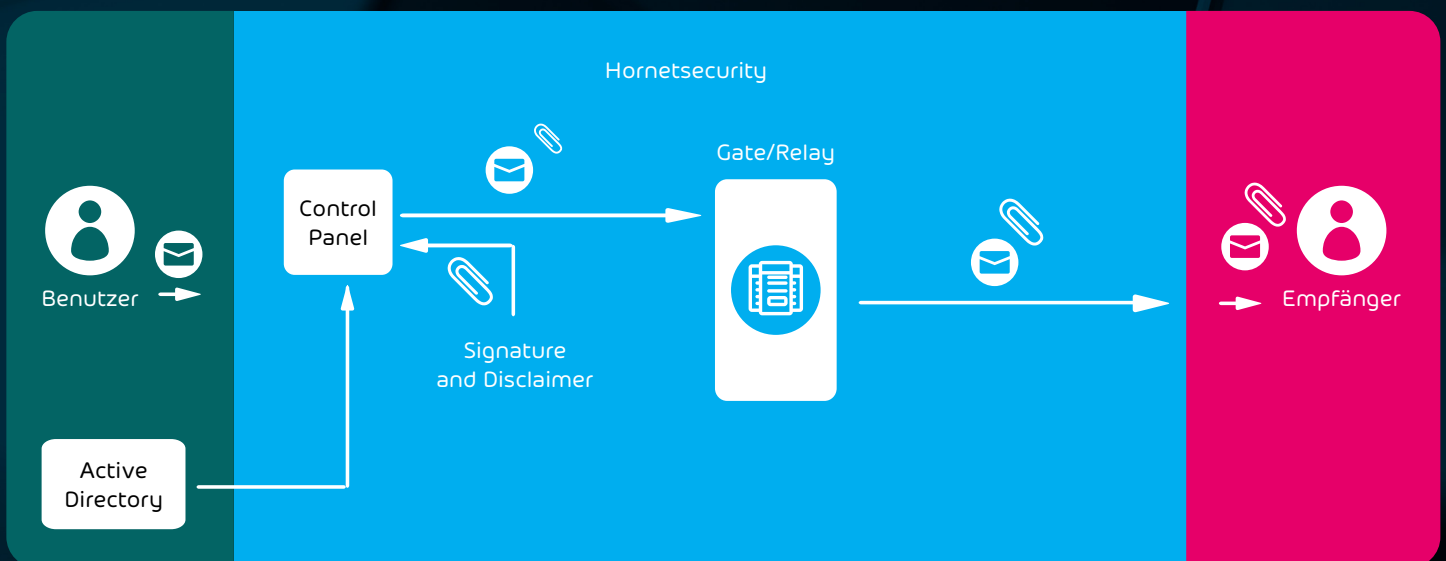 Hornetsecurity
Gate/Relay
Control
Panel
Benutzer
Empfänger
Signature
and Disclaimer
Active
Directory